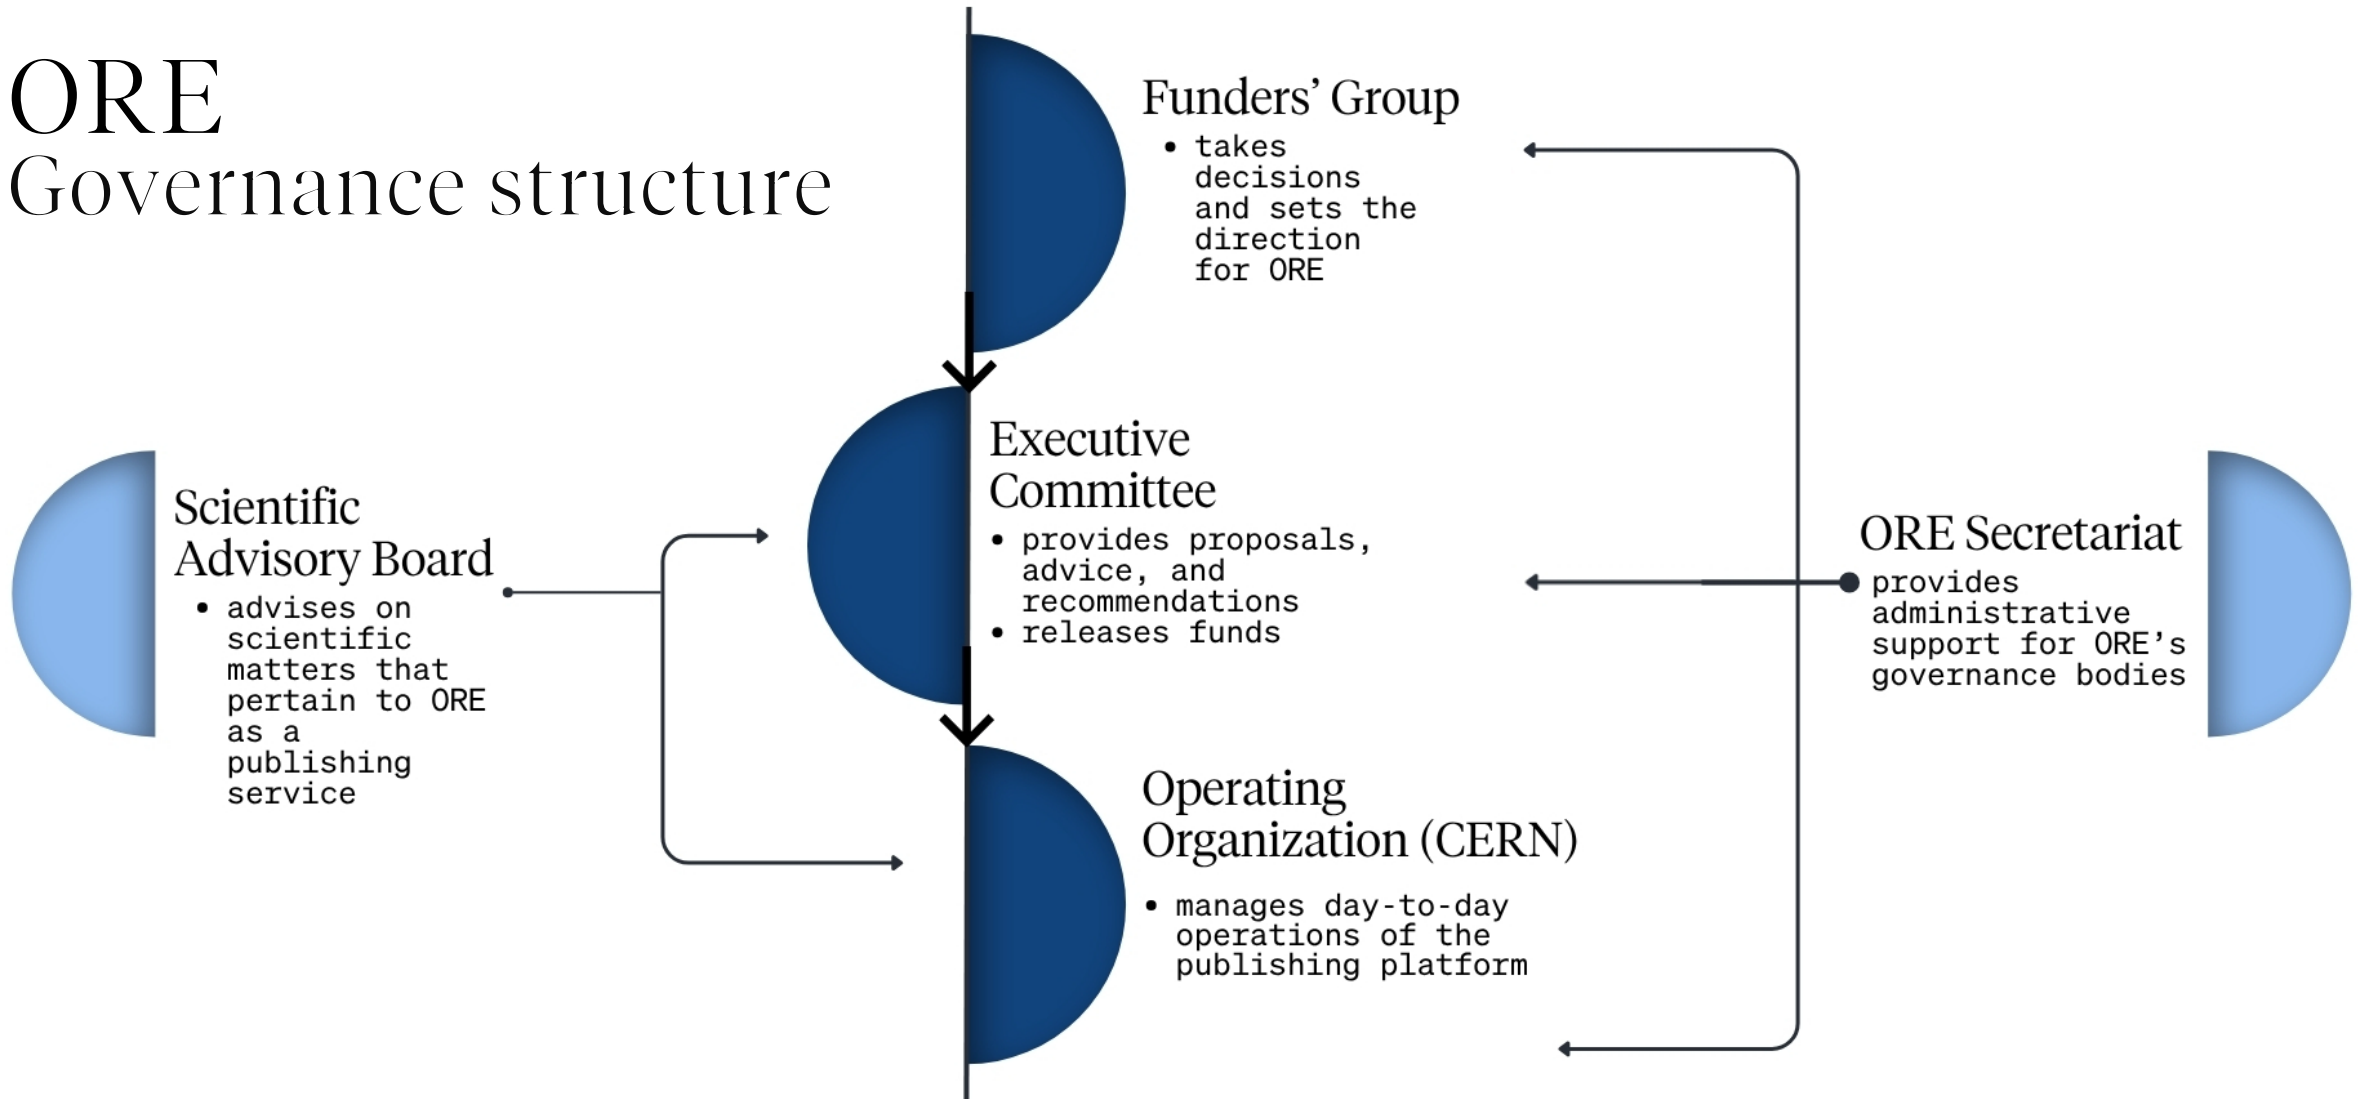 ORE
Governance structure
Funders’ Group
• takes
decisions
and sets the
direction
for ORE
Executive
Committee
• provides proposals,
advice, and
recommendations
• releases funds
Scientific
Advisory Board
• advises on
scientific
matters that
pertain to ORE
as a
publishing
service
ORE Secretariat
provides
administrative
support for ORE’s
governance bodies
Operating
Organization (CERN)
• manages day-to-day
operations of the
publishing platform